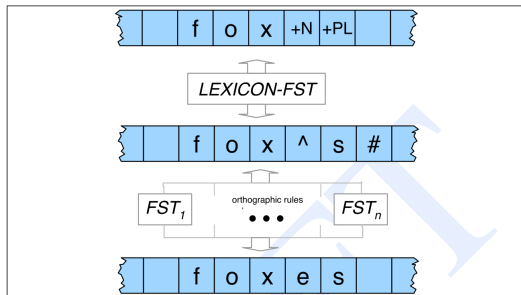 f o x +N +PL
LEXICON-FST
f o x ^ s #
orthographic rules
FST1 ● ● ● FSTn
f o x e s